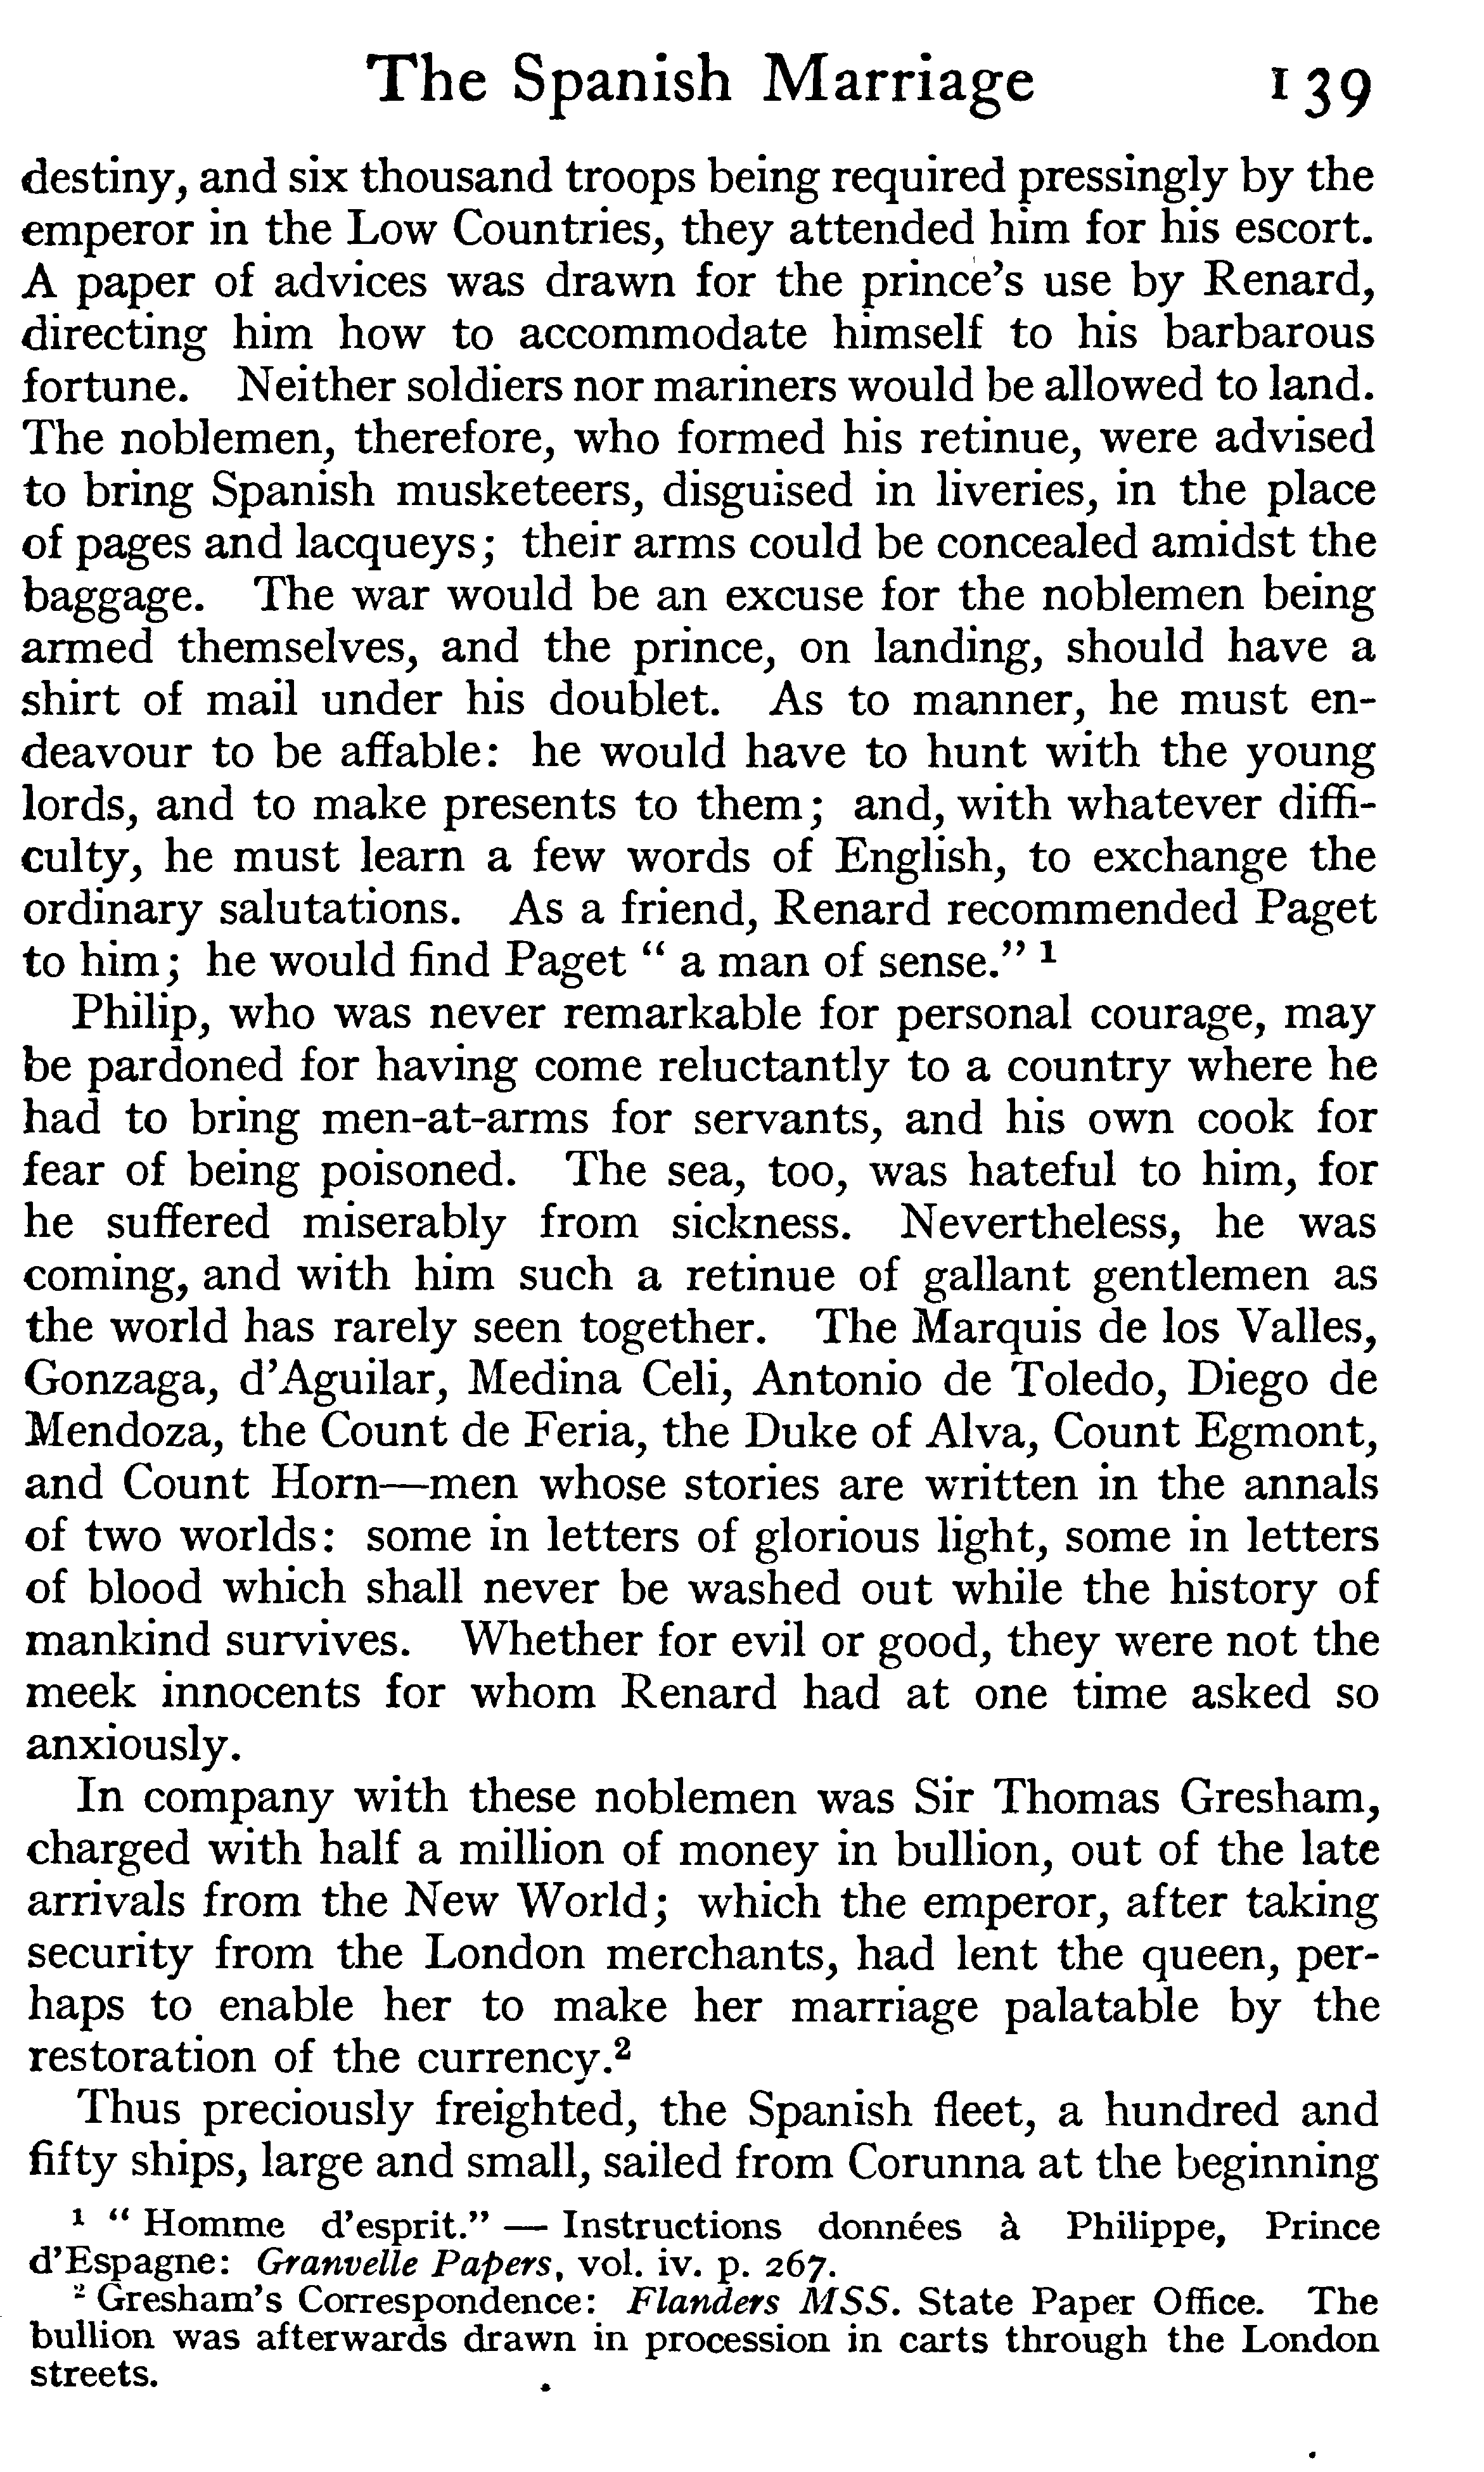 The Spanish Marriage 139
destiny, and six thousand troops being required pressingly by the
emperor in the Low Countries, they attended him for his escort.
A paper of advices was drawn for the prince's use by Renard,
directing him how to accommodate himself to his barbarous
fortune. Neither soldiers nor mariners would be allowed to land.
The noblemen, therefore, who formed his retinue, were advised
to bring Spanish musketeers, disguised in liveries, in the place
of pages and lacqueys; their arms could be concealed amidst the
baggage. The war would be an excuse for the noblemen being
armed themselves, and the prince, on landing, should have a
shirt of mail under his doublet. As to manner, he must en-
deavour to be affable: he would have to hunt with the young
lords, and to make presents to them; and, with whatever diffi-
culty, he must learn a few words of English, to exchange the
ordinary salutations. As a friend, Renard recommended Paget
to him; he would find Paget “ a man of sense.” 1
Philip, who was never remarkable for personal courage, may
be pardoned for having come reluctantly to a country where he
had to bring men-at-arms for servants, and his own cook for
fear of being poisoned. The sea, too, was hateful to him, for
he suffered miserably from sickness. Nevertheless, he was
coming, and with him such a retinue of gallant gentlemen as
the world has rarely seen together. The Marquis de los Valles,
Gonzaga, d'Aguilar, Medina Celi, Antonio de Toledo, Diego de
Mendoza, the Count de Feria, the Duke of Alva, Count Egmont,
and Count Horn—men whose stories are written in the annals
of two worlds: some in letters of glorious light, some in letters
of blood which shall never be washed out while the history of
mankind survives. Whether for evil or good, they were not the
meek innocents for whom Renard had at one time asked so
anxiously.
In company with these noblemen was Sir Thomas Gresham,
charged with half a million of money in bullion, out of the late
arrivals from the New World; which the emperor, after taking
security from the London merchants, had lent the queen, per-
haps to enable her to make her marriage palatable by the
restoration of the currency.2
Thus preciously freighted, the Spanish fleet, a hundred and
fifty ships, large and small, sailed from Corunna at the beginning
1 “ Homme d'esprit.” — Instructions données à Philippe, Prince
d'Espagne: Granvelle Papers, vol. iv. p. 267.
2 Gresham's Correspondence: Flanders MSS. State Paper Office. The
bullion was afterwards drawn in procession in carts through the London
streets.